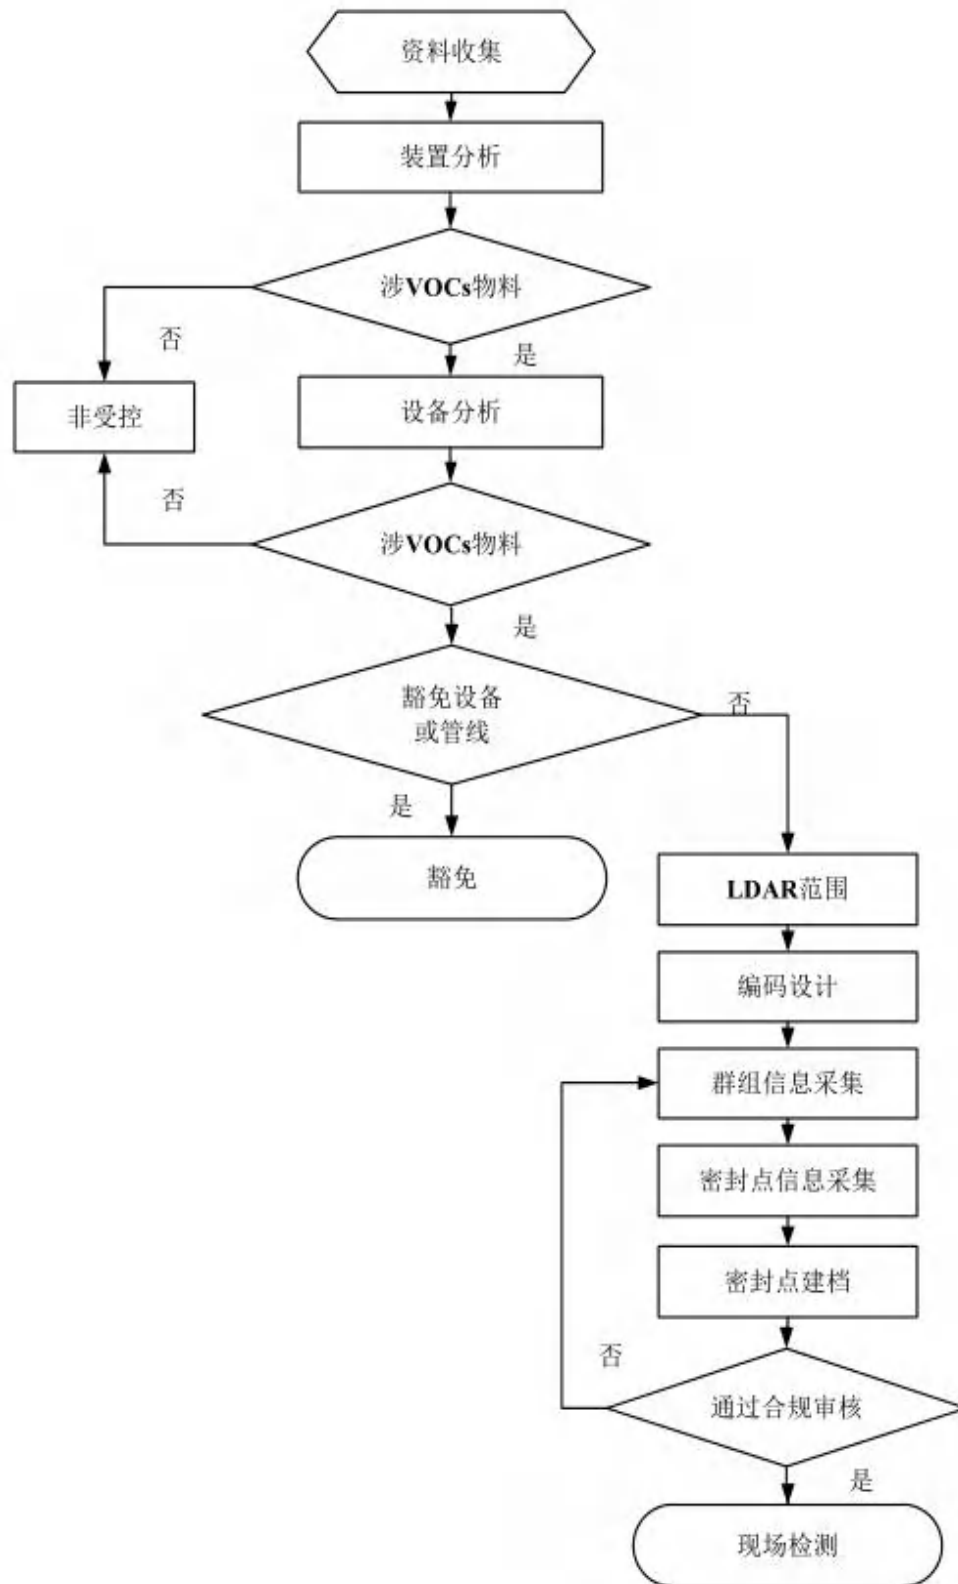 资料收集
装置分析
涉VOCs物料
否
是
非受控
设备分析
否
涉VOCs物料
是
豁免设备
或管线
否
是
豁免
LDAR范围
编码设计
群组信息采集
密封点信息采集
密封点建档
否
通过合规审核
是
现场检测